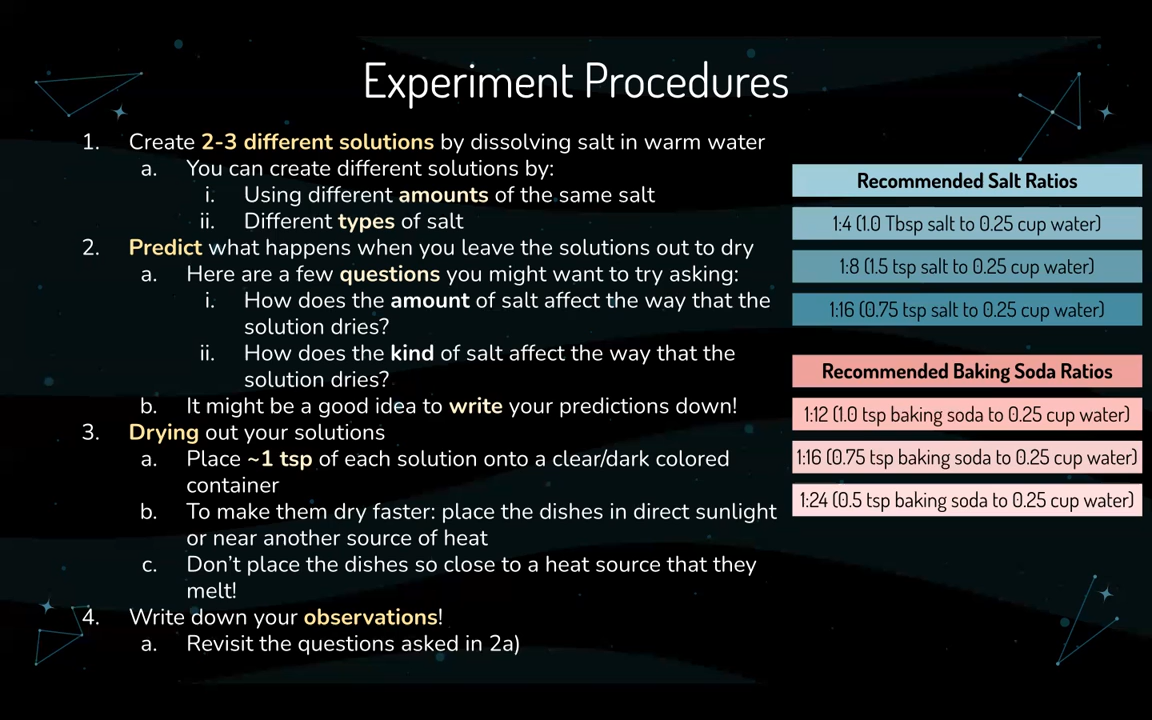 Experiment Procedures
1. Create 2-3 different solutions by dissolving salt in warm water
a. You can create different solutions by:
i. Using different amounts of the same salt
ii. Different types of salt
2. Predict what happens when you leave the solutions out to dry
a. Here are a few questions you might want to try asking:
i. How does the amount of salt affect the way that the
solution dries?
ii. How does the kind of salt affect the way that the
solution dries?
b. It might be a good idea to write your predictions down!
3. Drying out your solutions
a. Place ~1 tsp of each solution onto a clear/dark colored
container
b. To make them dry faster: place the dishes in direct sunlight
or near another source of heat
c. Don’t place the dishes so close to a heat source that they
melt!
4. Write down your observations!
a. Revisit the questions asked in 2a)
Recommended Salt Ratios
1:4 (1.0 Tbsp salt to 0.25 cup water)
1:8 (1.5 tsp salt to 0.25 cup water)
1:16 (0.75 tsp salt to 0.25 cup water)
Recommended Baking Soda Ratios
1:12 (1.0 tsp baking soda to 0.25 cup water)
1:16 (0.75 tsp baking soda to 0.25 cup water)
1:24 (0.5 tsp baking soda to 0.25 cup water)